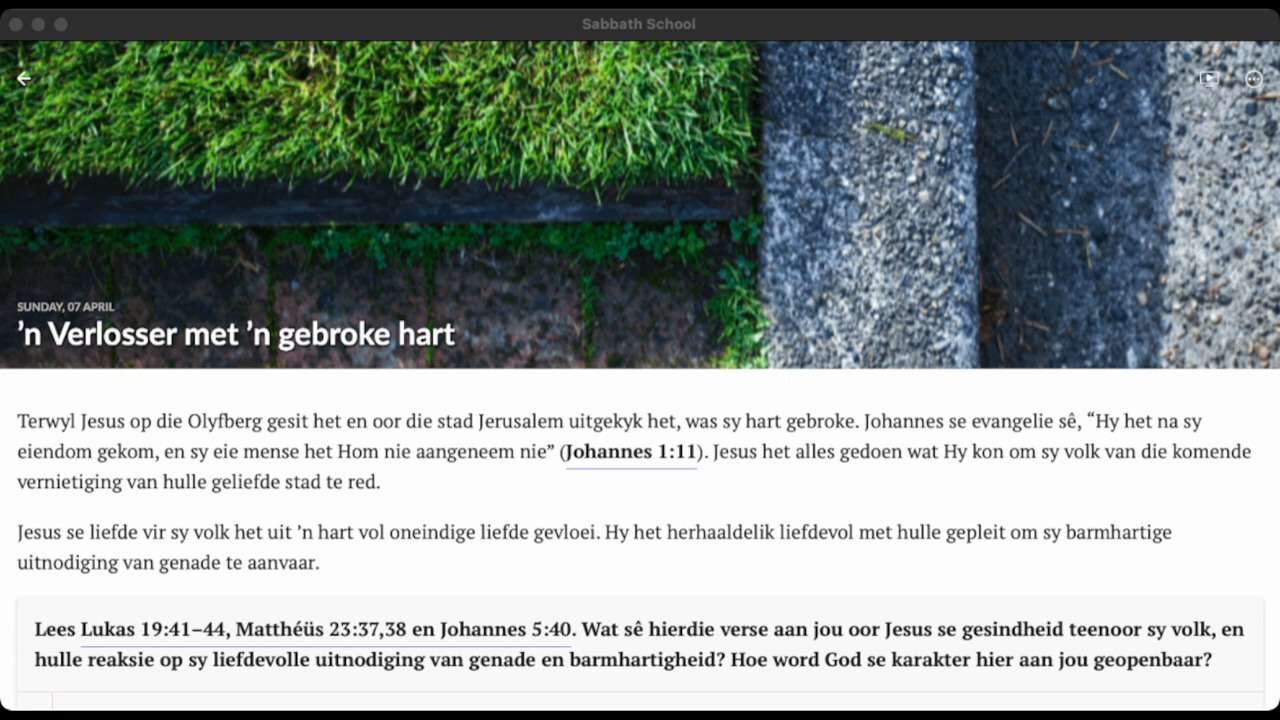 Sabbath School
SUNDAY, 07 APRIL
’n Verlosser met ’n gebroke hart
Terwyl Jesus op die Olyfberg gesit het en oor die stad Jerusalem uitgekyk het, was sy hart gebroke. Johannes se evangelie sê, “Hy het na sy
eiendom gekom, en sy eie mense het Hom nie aangeneem nie” (Johannes 1:11). Jesus het alles gedoen wat Hy kon om sy volk van die komende
vernietiging van hulle geliefde stad te red.
Jesus se liefde vir sy volk het uit ’n hart vol oneindige liefde gevloei. Hy het herhaaldelik liefdevol met hulle gepleit om sy barmhartige
uitnodiging van genade te aanvaar.
Lees Lukas 19:41–44, Matthéüs 23:37,38 en Johannes 5:40. Wat sê hierdie verse aan jou oor Jesus se gesindheid teenoor sy volk, en
hulle reaksie op sy liefdevolle uitnodiging van genade en barmhartigheid? Hoe word God se karakter hier aan jou geopenbaar?